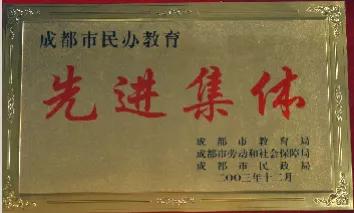 成都市民办教育
先进集体
成都市教育局
成都市劳动和社会保障局
成都市民政局
二〇〇三年十二月